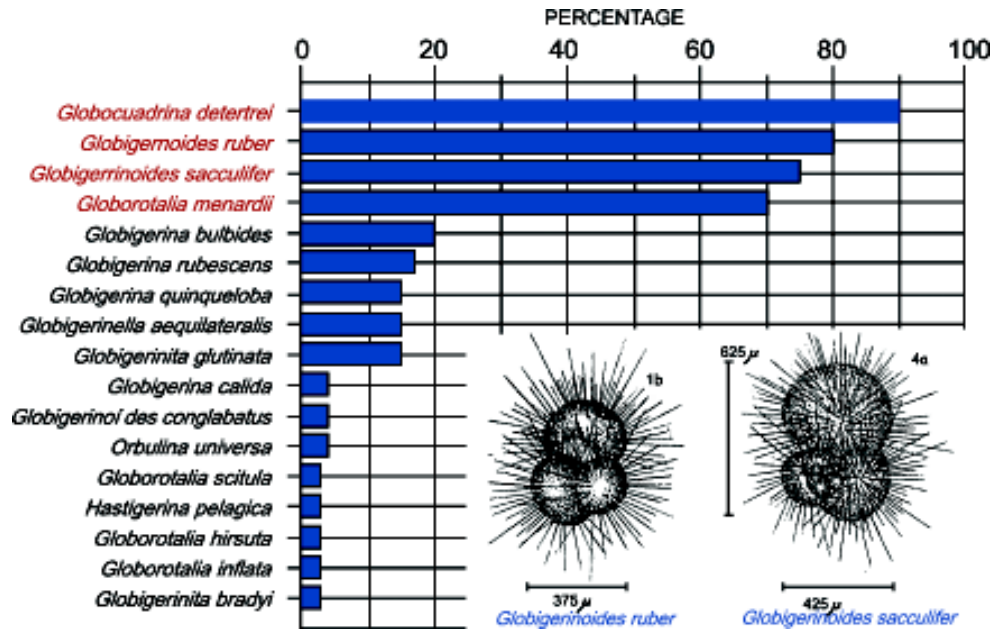 PERCENTAGE
0 20 40 60 80 100
Globocuadrina detertrei
Globigernoides ruber
Globigerrinoides sacculifer
Globorotalia menardii
Globigerina bulbides
Globigerina rubescens
Globigerina quinqueloba
Globigerinella aequilateralis
Globigerinita glutinata
Globigerina calida
Globigerinoi des conglabatus
Orbulina universa
Globorotalia scitula
Hastigerina pelagica
Globorotalia hirsuta
Globorotalia inflata
Globigerinita bradyi
1b
375 μ
Globigerinoides ruber
625 μ
4a
425 μ
Globigerinoides sacculifer